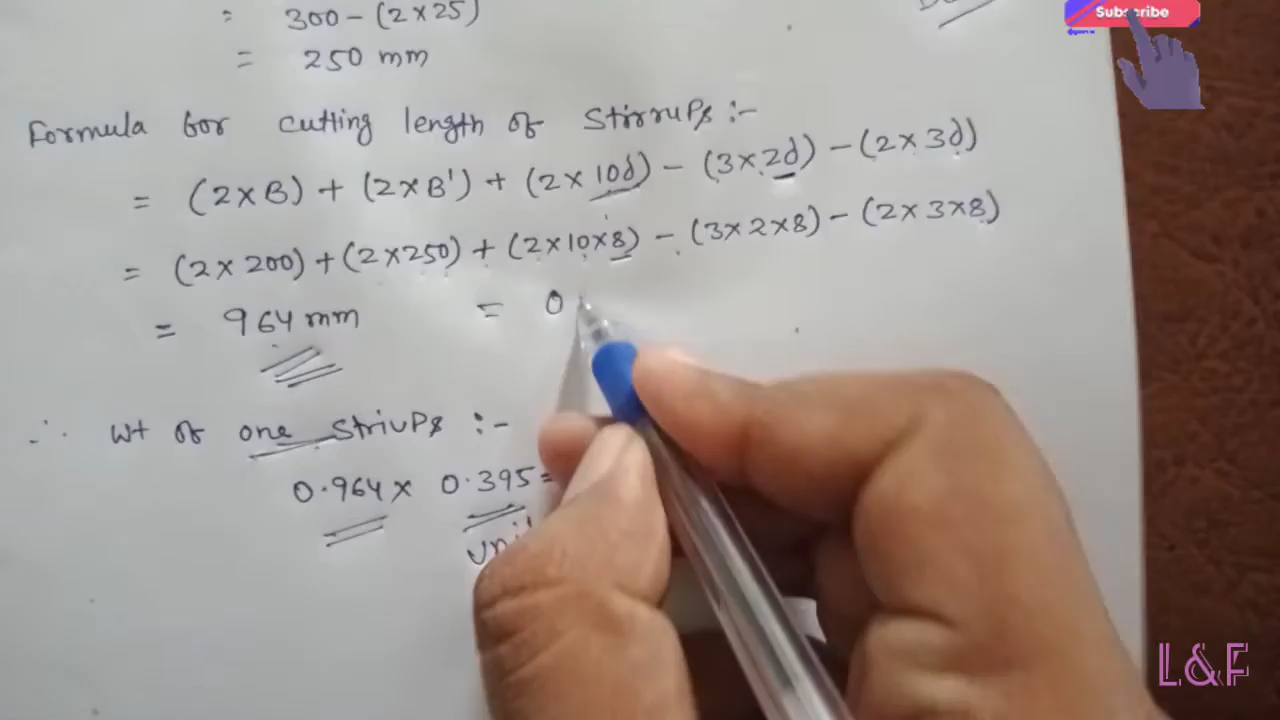 = 300 - (2 x 25)
= 250 mm
Subscribe
Formula for cutting length of Stirrups :-
= (2 x B) + (2 x B') + (2 x 10d) - (3 x 2d) - (2 x 3d)
= (2 x 200) + (2 x 250) + (2 x 10 x 8) - (3 x 2 x 8) - (2 x 3 x 8)
= 964 mm = 0
∴ wt of one StriuPs :-
0.964 x 0.395 =
L&F